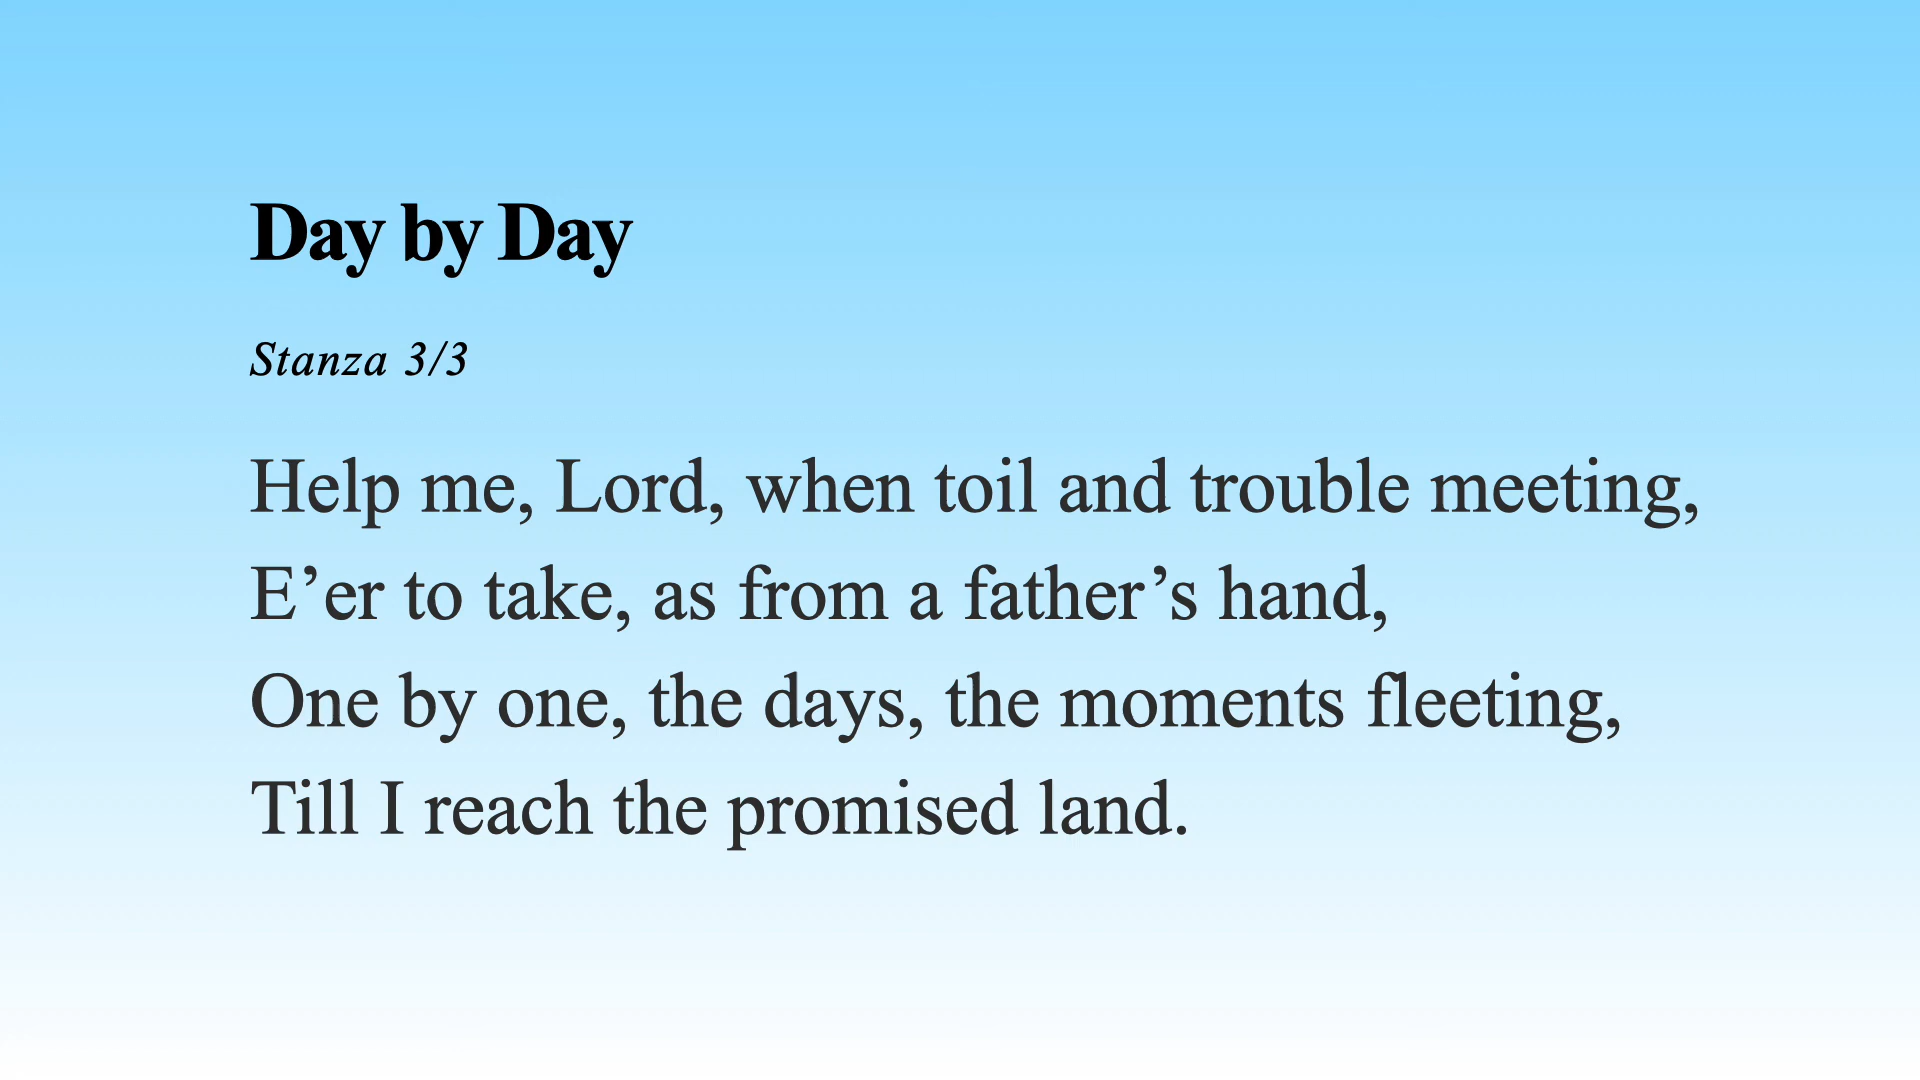 Day by Day
Stanza 3/3
Help me, Lord, when toil and trouble meeting,
E’er to take, as from a father’s hand,
One by one, the days, the moments fleeting,
Till I reach the promised land.